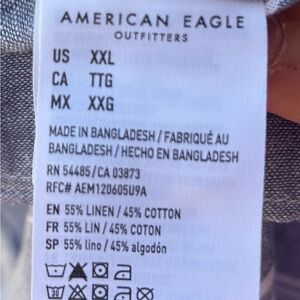 AMERICAN EAGLE
OUTFITTERS
US XXL
CA TTG
MX XXG
MADE IN BANGLADESH / FABRIQUÉ AU
BANGLADESH / HECHO EN BANGLADESH
RN 54485/CA 03873
RFC# AEM120605U9A
EN 55% LINEN / 45% COTTON
FR 55% LIN / 45% COTON
SP 55% lino / 45% algodón